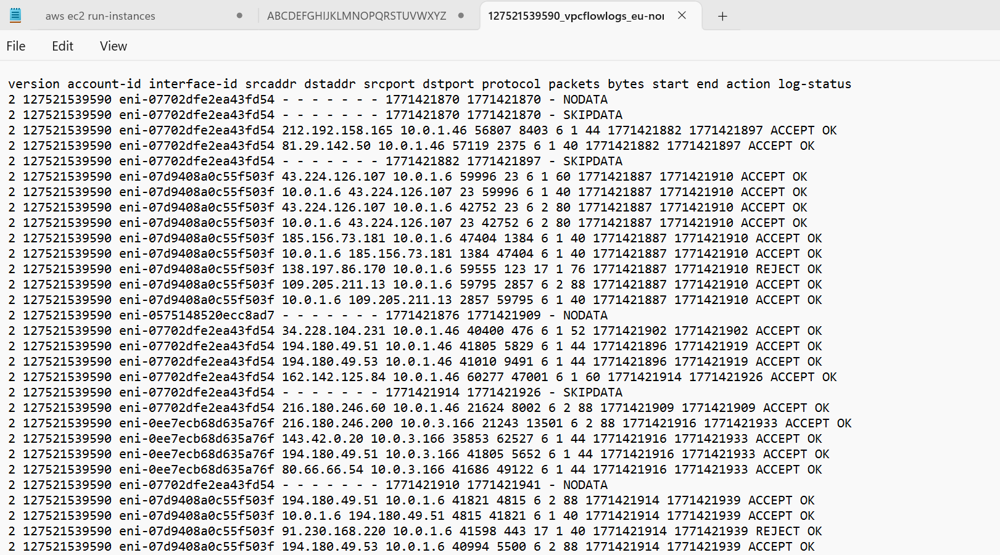 aws ec2 run-instances
ABCDEFGHIJKLMNOPQRSTUVWXYZ
127521539590_vpcflowlogs_eu-nor
File Edit View
version account-id interface-id srcaddr dstaddr srcport dstport protocol packets bytes start end action log-status
2 127521539590 eni-07702dfe2ea43fd54 - - - - - - - 1771421870 1771421870 - NODATA
2 127521539590 eni-07702dfe2ea43fd54 - - - - - - - 1771421870 1771421870 - SKIPDATA
2 127521539590 eni-07702dfe2ea43fd54 212.192.158.165 10.0.1.46 56807 8403 6 1 44 1771421882 1771421897 ACCEPT OK
2 127521539590 eni-07702dfe2ea43fd54 81.29.142.50 10.0.1.46 57119 2375 6 1 40 1771421882 1771421897 ACCEPT OK
2 127521539590 eni-07702dfe2ea43fd54 - - - - - - - 1771421882 1771421897 - SKIPDATA
2 127521539590 eni-07d9408a0c55f503f 43.224.126.107 10.0.1.6 59996 23 6 1 60 1771421887 1771421910 ACCEPT OK
2 127521539590 eni-07d9408a0c55f503f 10.0.1.6 43.224.126.107 23 59996 6 1 40 1771421887 1771421910 ACCEPT OK
2 127521539590 eni-07d9408a0c55f503f 43.224.126.107 10.0.1.6 42752 23 6 2 80 1771421887 1771421910 ACCEPT OK
2 127521539590 eni-07d9408a0c55f503f 10.0.1.6 43.224.126.107 23 42752 6 2 80 1771421887 1771421910 ACCEPT OK
2 127521539590 eni-07d9408a0c55f503f 185.156.73.181 10.0.1.6 47404 1384 6 1 40 1771421887 1771421910 ACCEPT OK
2 127521539590 eni-07d9408a0c55f503f 10.0.1.6 185.156.73.181 1384 47404 6 1 40 1771421887 1771421910 ACCEPT OK
2 127521539590 eni-07d9408a0c55f503f 138.197.86.170 10.0.1.6 59555 123 17 1 76 1771421887 1771421910 REJECT OK
2 127521539590 eni-07d9408a0c55f503f 109.205.211.13 10.0.1.6 59795 2857 6 2 88 1771421887 1771421910 ACCEPT OK
2 127521539590 eni-07d9408a0c55f503f 10.0.1.6 109.205.211.13 2857 59795 6 1 40 1771421887 1771421910 ACCEPT OK
2 127521539590 eni-0575148520ecc8ad7 - - - - - - - 1771421876 1771421909 - NODATA
2 127521539590 eni-07702dfe2ea43fd54 34.228.104.231 10.0.1.46 40400 476 6 1 52 1771421902 1771421902 ACCEPT OK
2 127521539590 eni-07702dfe2ea43fd54 194.180.49.51 10.0.1.46 41805 5829 6 1 44 1771421896 1771421919 ACCEPT OK
2 127521539590 eni-07702dfe2ea43fd54 194.180.49.53 10.0.1.46 41010 9491 6 1 44 1771421896 1771421919 ACCEPT OK
2 127521539590 eni-07702dfe2ea43fd54 162.142.125.84 10.0.1.46 60277 47001 6 1 60 1771421914 1771421926 ACCEPT OK
2 127521539590 eni-07702dfe2ea43fd54 - - - - - - - 1771421914 1771421926 - SKIPDATA
2 127521539590 eni-07702dfe2ea43fd54 216.180.246.60 10.0.1.46 21624 8002 6 2 88 1771421909 1771421909 ACCEPT OK
2 127521539590 eni-0ee7ecb68d635a76f 216.180.246.200 10.0.3.166 21243 13501 6 2 88 1771421916 1771421933 ACCEPT OK
2 127521539590 eni-0ee7ecb68d635a76f 143.42.0.20 10.0.3.166 35853 62527 6 1 44 1771421916 1771421933 ACCEPT OK
2 127521539590 eni-0ee7ecb68d635a76f 194.180.49.51 10.0.3.166 41805 5652 6 1 44 1771421916 1771421933 ACCEPT OK
2 127521539590 eni-0ee7ecb68d635a76f 80.66.66.54 10.0.3.166 41686 49122 6 1 44 1771421916 1771421933 ACCEPT OK
2 127521539590 eni-07702dfe2ea43fd54 - - - - - - - 1771421910 1771421941 - NODATA
2 127521539590 eni-07d9408a0c55f503f 194.180.49.51 10.0.1.6 41821 4815 6 2 88 1771421914 1771421939 ACCEPT OK
2 127521539590 eni-07d9408a0c55f503f 10.0.1.6 194.180.49.51 4815 41821 6 1 40 1771421914 1771421939 ACCEPT OK
2 127521539590 eni-07d9408a0c55f503f 91.230.168.220 10.0.1.6 41598 443 17 1 40 1771421914 1771421939 REJECT OK
2 127521539590 eni-07d9408a0c55f503f 194.180.49.53 10.0.1.6 40994 5500 6 2 88 1771421914 1771421939 ACCEPT OK